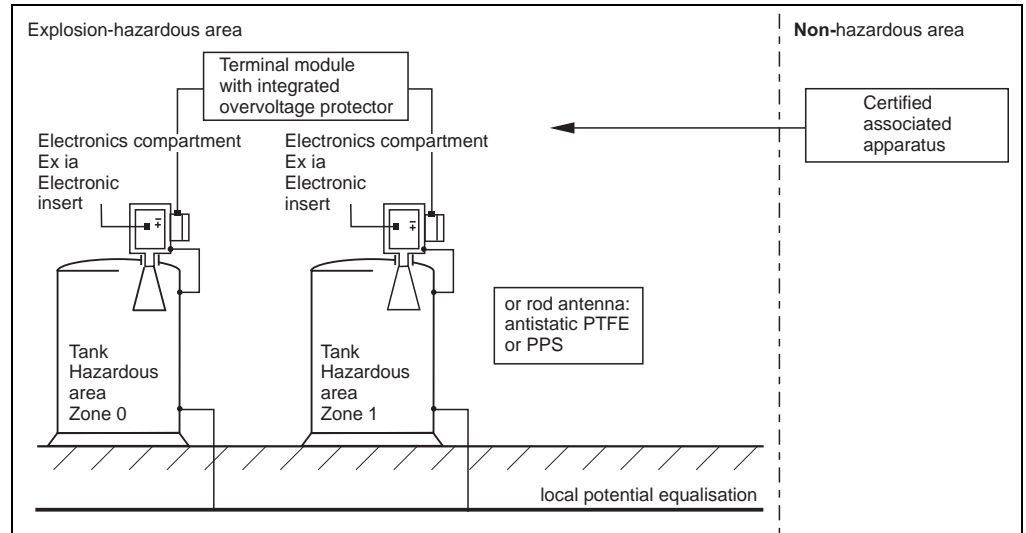 Explosion-hazardous area
Non-hazardous area
Terminal module
with integrated
overvoltage protector
Certified
associated
apparatus
Electronics compartment
Ex ia
Electronic
insert
Electronics compartment
Ex ia
Electronic
insert
or rod antenna:
antistatic PTFE
or PPS
Tank
Hazardous
area
Zone 0
Tank
Hazardous
area
Zone 1
local potential equalisation